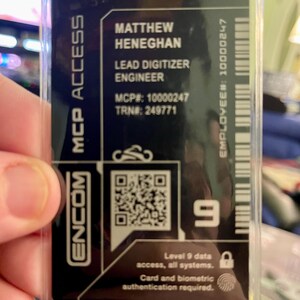 MATTHEW
HENEGHAN
LEAD DIGITIZER
ENGINEER
MCP#: 10000247
TRN#: 249771
EMPLOYEE#: 10000247
MCP ACCESS
ENCOM
9
Level 9 data
access, all systems.
Card and biometric
authentication required.